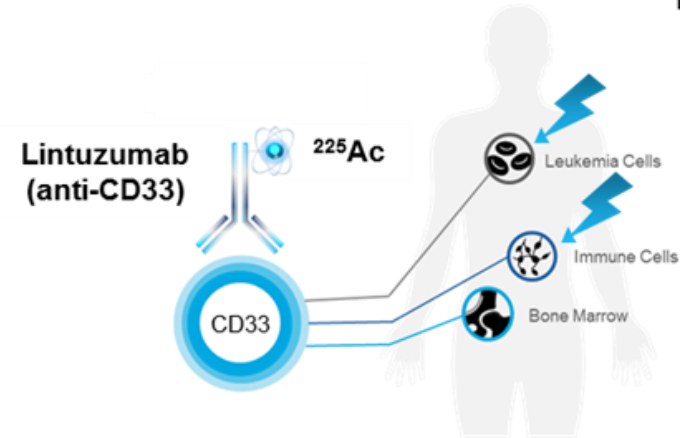 Lintuzumab
(anti-CD33)
²²⁵Ac
CD33
Leukemia Cells
Immune Cells
Bone Marrow